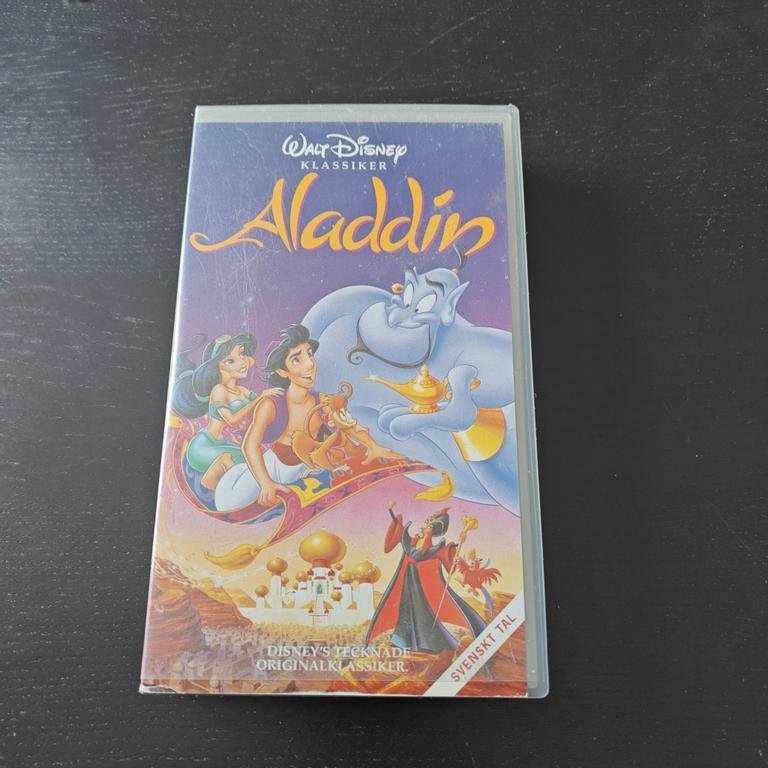 WALT DISNEY
KLASSIKER
Aladdin
DISNEY'S TECKNADE
ORIGINALKLASSIKER.
SVENSKT TAL